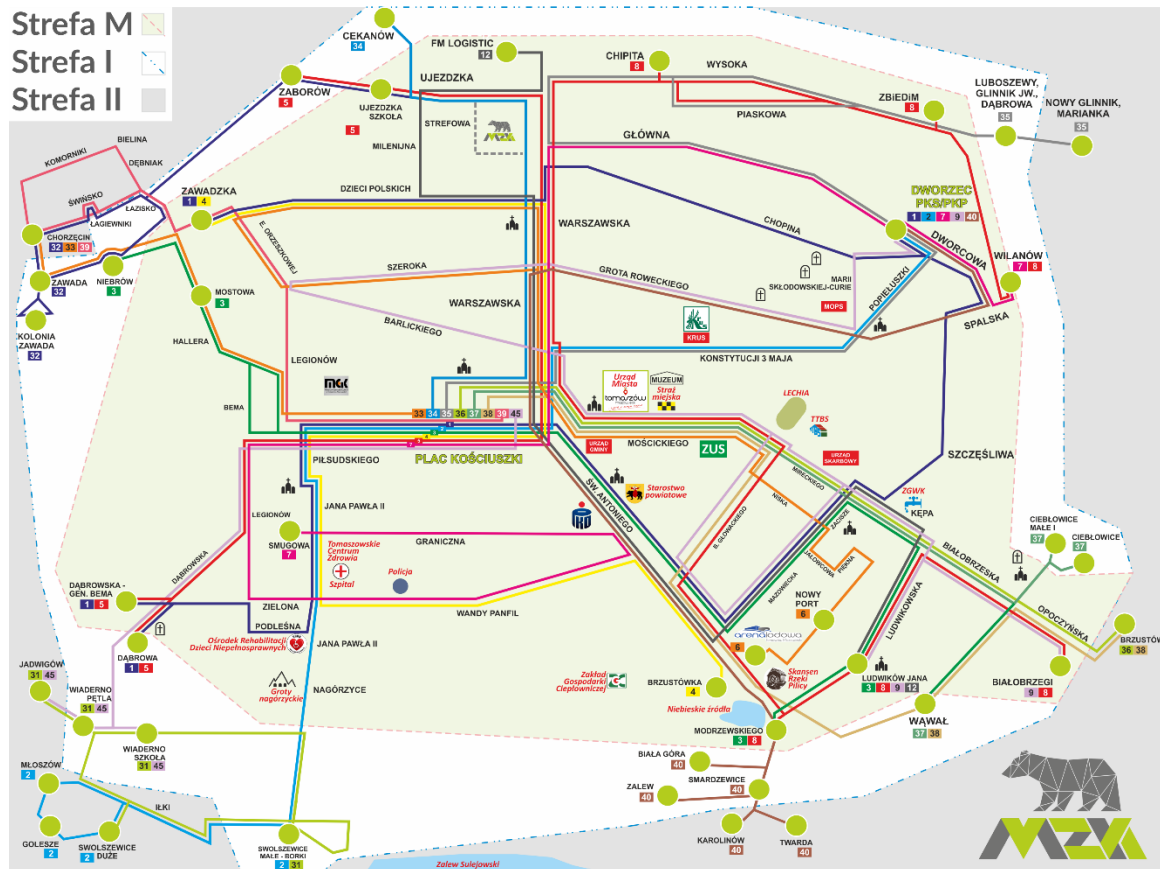 Strefa M
Strefa I
Strefa II
CEKANÓW
34
FM LOGISTIC
12
UJEZDZKA
CHIPITA
8
WYSOKA
ZBiEDiM
8
PIASKOWA
LUBOSZEWY,
GLINNIK JW.,
DĄBROWA
35
NOWY GLINNIK,
MARIANKA
35
ZABORÓW
5
UJEZDZKA
SZKOŁA
5
STREFOWA
MZK
MILENIJNA
GŁÓWNA
BIELINA
KOMORNIKI
DĘBNIAK
ŚWIŃSKO
ŁAZISKO
ŁAGIEWNIKI
ZAWADZKA
1 4
DZIECI POLSKICH
DWORZEC
PKS/PKP
1 2 7 9 40
CHORZĘCIN
32 33 39
E. ORZESZKOWEJ
WARSZAWSKA
CHOPINA
DWORCOWA
ZAWADA
32
NIEBRÓW
3
SZEROKA
GROTA ROWECKIEGO
MARII
SKŁODOWSKIEJ-CURIE
POPIEŁUSZKI
WILANÓW
7 8
KOLONIA
ZAWADA
32
MOSTOWA
3
WARSZAWSKA
BARLICKIEGO
MOPS
SPALSKA
HALLERA
KRUS
KONSTYTUCJI 3 MAJA
LEGIONÓW
MKK
Urząd
Miasta
tomaszów
MUZEUM
Straż
miejska
LECHIA
BEMA
33 34 35 36 37 38 39 45
TTBS
PLAC KOŚCIUSZKI
URZĄD
GMINY
MOŚCICKIEGO
ZUS
URZĄD
SKARBOWY
SZCZĘŚLIWA
PIŁSUDSKIEGO
MIRECKIEGO
Starostwo
powiatowe
NISKA
ZGWK
KĘPA
ŚW. ANTONIEGO
ZACISZE
LEGIONÓW
JANA PAWŁA II
PKO
B. GŁOWACKIEGO
CIEBŁOWICE
MAŁE I
37
CIEBŁOWICE
37
SMUGOWA
7
GRANICZNA
Tomaszowskie
Centrum
Zdrowia
Szpital
Policja
JAŁOWCOWA
PIĘKNA
BIAŁOBRZESKA
DĄBROWSKA
MAZOWIECKA
DĄBROWSKA -
GEN. BEMA
1 5
ZIELONA
WANDY PANFIL
NOWY
PORT
6
LUDWIKOWSKA
OPOCZYŃSKA
PODLEŚNA
BRZUSTÓW
36 38
DĄBROWA
1 5
Ośrodek Rehabilitacji
Dzieci Niepełnosprawnych
JANA PAWŁA II
arenalodowa
6
Skansen
Rzeki
Pilicy
LUDWIKÓW JANA
3 8 9 12
BIAŁOBRZEGI
9 8
JADWIGÓW
31 45
Groty
nagórzyckie
NAGÓRZYCE
Zakład
Gospodarki
Ciepłowniczej
BRZUSTÓWKA
4
WIADERNO
PĘTLA
31 45
Niebieskie źródła
MODRZEWSKIEGO
3 8
WĄWAŁ
37 38
WIADERNO
SZKOŁA
31 45
BIAŁA GÓRA
40
MŁOSZÓW
2
SMARDZEWICE
40
ZALEW
40
IŁKI
GOLESZE
2
SWOLSZEWICE
DUŻE
2
SWOLSZEWICE
MAŁE - BORKI
2 31
KAROLINÓW
40
TWARDA
40
Zalew Sulejowski
MZK